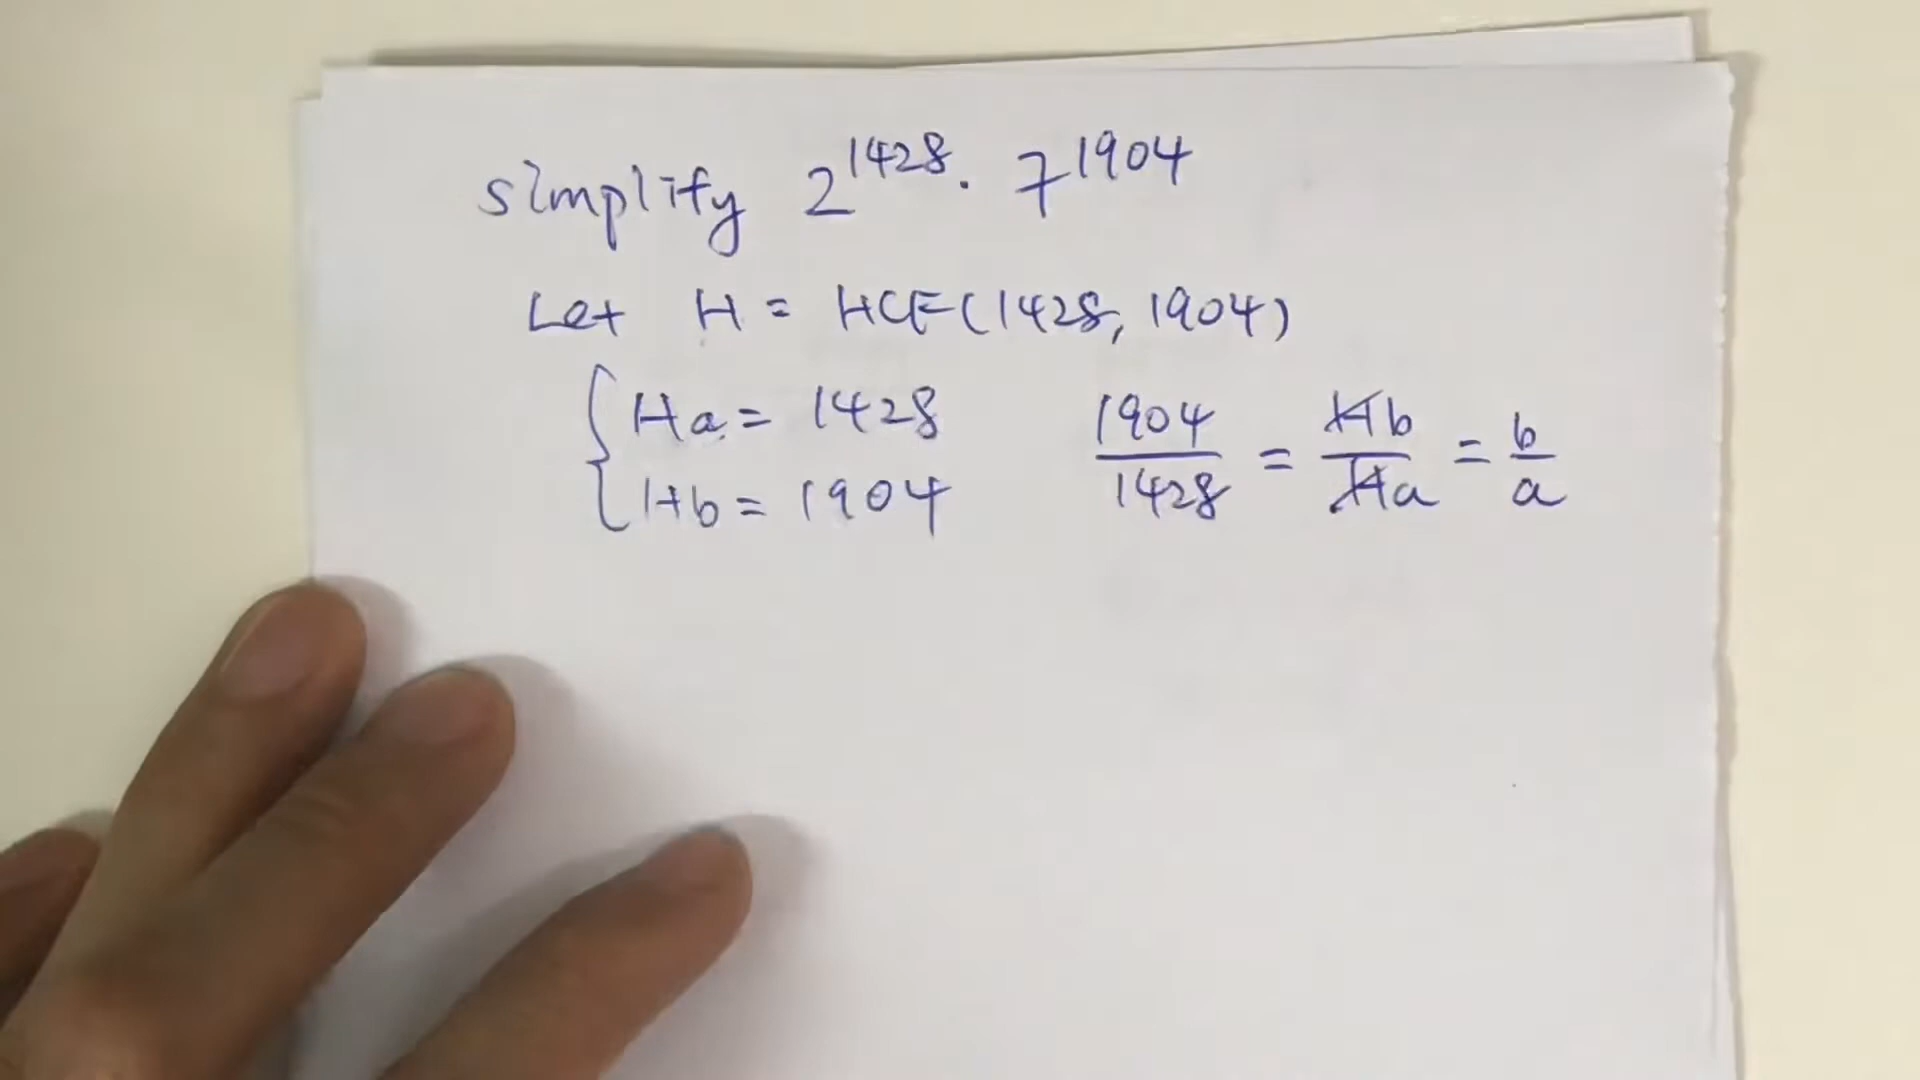 simplify 2^1428 · 7^1904
Let H = HCF(1428, 1904)
{ Ha = 1428
Hb = 1904
1904/1428 = Hb/Ha = b/a